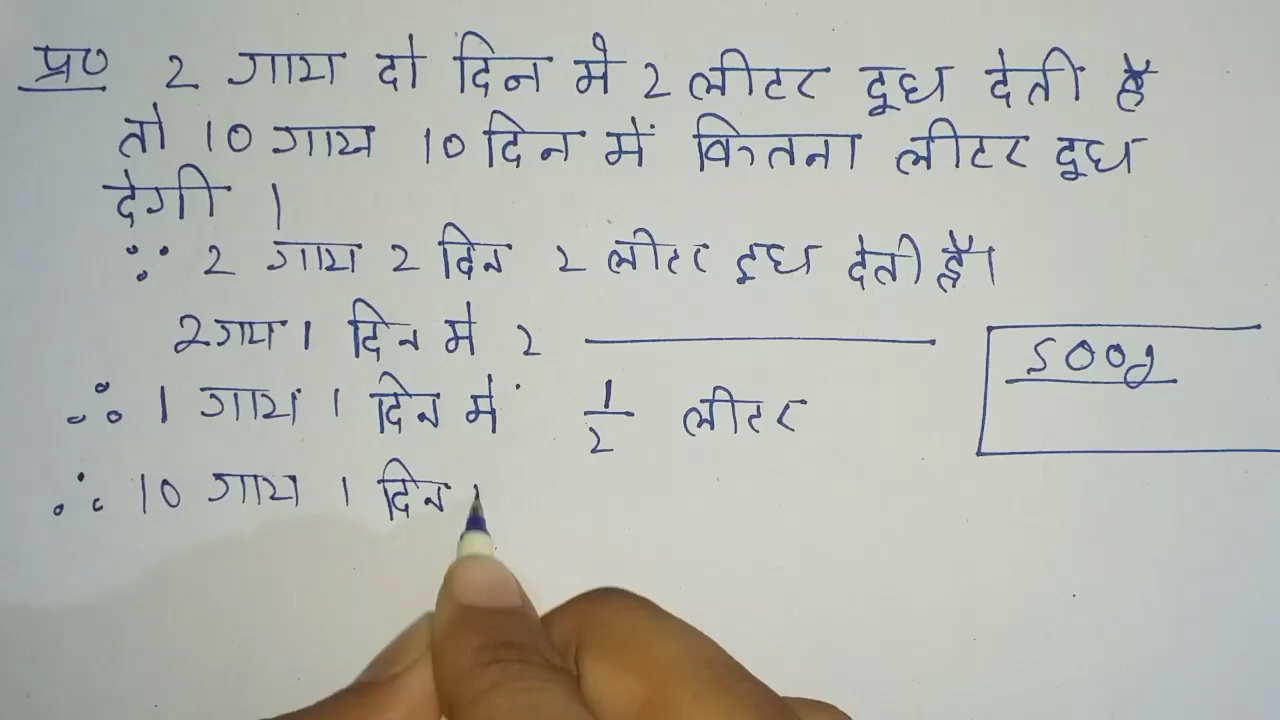 प्र० 2 गाय दो दिन मे 2 लीटर दूध देती है
तो 10 गाय 10 दिन में कितना लीटर दूध
देगी ।
∵ 2 गाय 2 दिन 2 लीटर दूध देती है।
2 गाय 1 दिन मे 2
500g
∴ 1 गाय 1 दिन में 1/2 लीटर
∴ 10 गाय 1 दिन